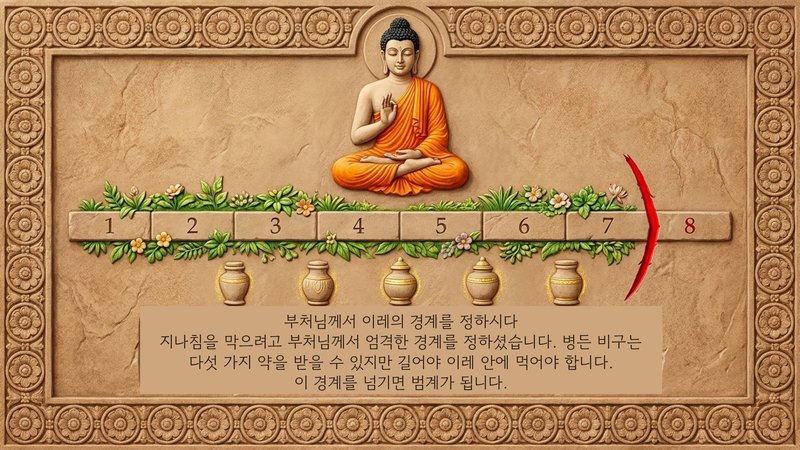 1 2 3 4 5 6 7 8
부처님께서 이레의 경계를 정하시다
지나침을 막으려고 부처님께서 엄격한 경계를 정하셨습니다. 병든 비구는
다섯 가지 약을 받을 수 있지만 길어야 이레 안에 먹어야 합니다.
이 경계를 넘기면 범계가 됩니다.